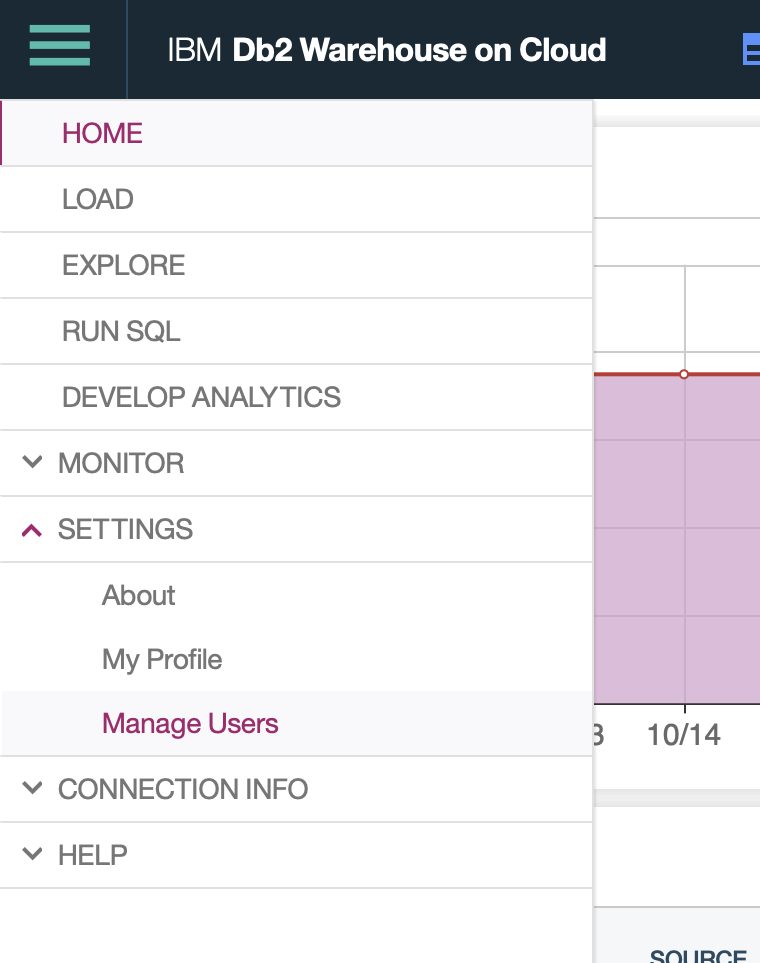 IBM Db2 Warehouse on Cloud
HOME
LOAD
EXPLORE
RUN SQL
DEVELOP ANALYTICS
MONITOR
SETTINGS
About
My Profile
Manage Users
3 10/14
CONNECTION INFO
HELP
SOURCE